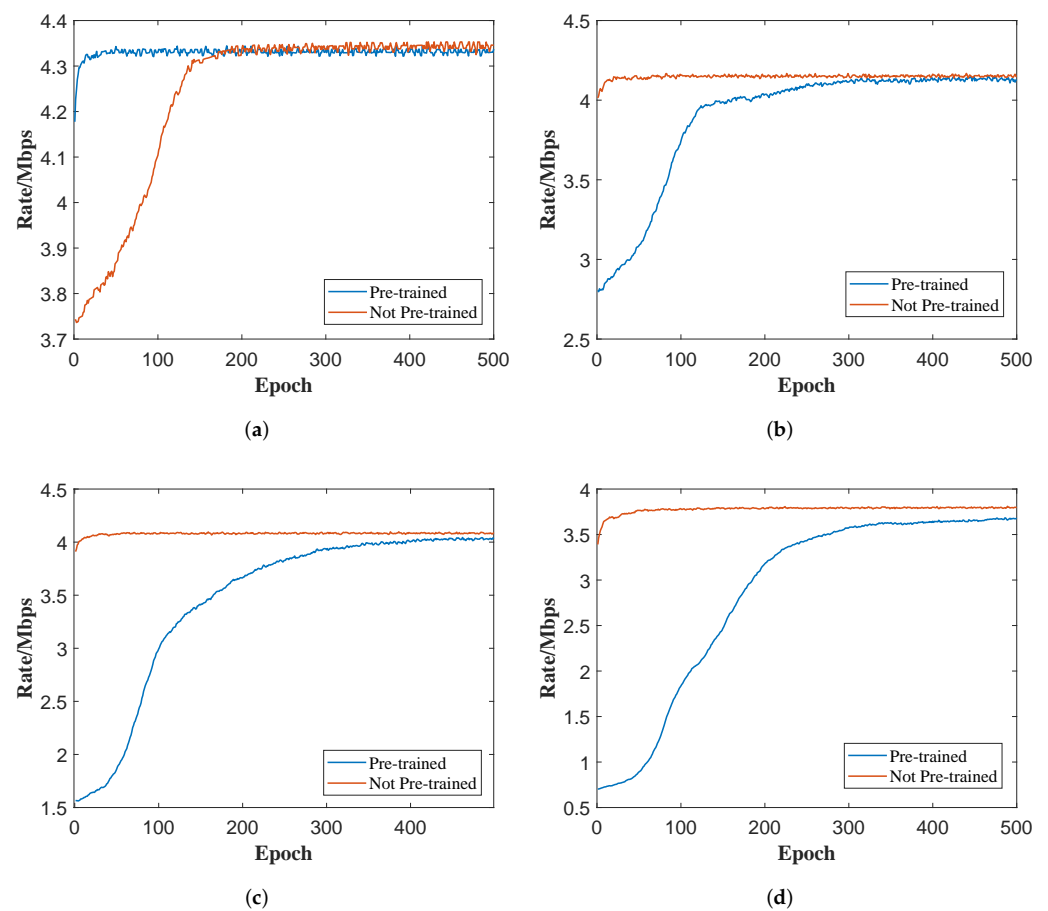 4.4
4.3
4.2
4.1
4
3.9
3.8
3.7
Rate/Mbps
Pre-trained
Not Pre-trained
0 100 200 300 400 500
Epoch
(a)
4.5
4
3.5
3
2.5
Rate/Mbps
Pre-trained
Not Pre-trained
0 100 200 300 400 500
Epoch
(b)
4.5
4
3.5
3
2.5
2
1.5
Rate/Mbps
Pre-trained
Not Pre-trained
0 100 200 300 400
Epoch
(c)
4
3.5
3
2.5
2
1.5
1
0.5
Rate/Mbps
Pre-trained
Not Pre-trained
0 100 200 300 400 500
Epoch
(d)